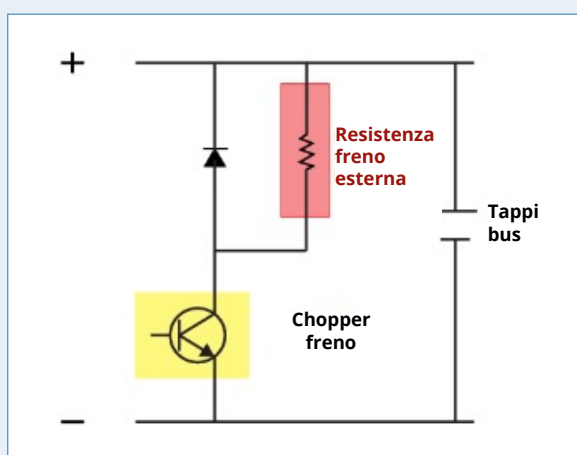 +
Resistenza
freno
esterna
Tappi
bus
Chopper
freno
−